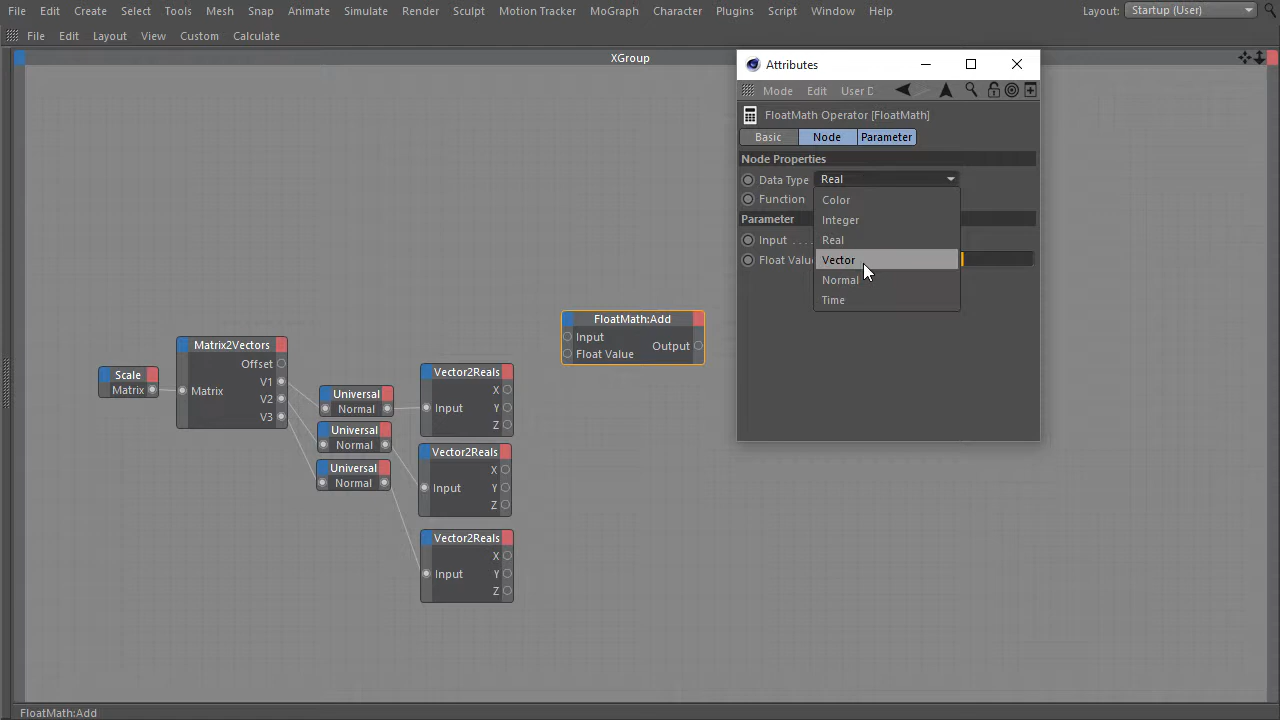 File Edit Create Select Tools Mesh Snap Animate Simulate Render Sculpt Motion Tracker MoGraph Character Plugins Script Window Help Layout: Startup (User)
File Edit Layout View Custom Calculate
XGroup
Attributes
Mode Edit User D
FloatMath Operator [FloatMath]
Basic Node Parameter
Node Properties
Data Type Real
Function
Color
Integer
Real
Vector
Normal
Time
Parameter
Input . . . .
Float Valu
FloatMath:Add
Input
Float Value
Output
Scale
Matrix
Matrix2Vectors
Offset
Matrix
V1
V2
V3
Universal
Normal
Universal
Normal
Universal
Normal
Vector2Reals
Input
X
Y
Z
Vector2Reals
Input
X
Y
Z
Vector2Reals
Input
X
Y
Z
FloatMath:Add